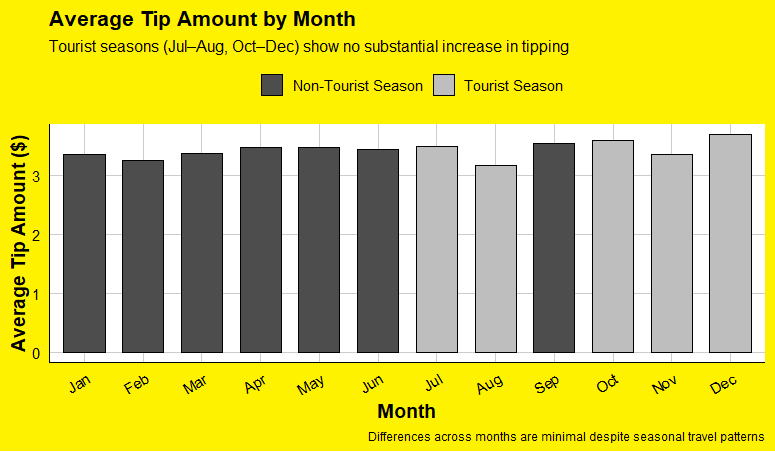 Average Tip Amount by Month
Tourist seasons (Jul–Aug, Oct–Dec) show no substantial increase in tipping
Non-Tourist Season
Tourist Season
Average Tip Amount ($)
3
2
1
0
Jan
Feb
Mar
Apr
May
Jun
Jul
Aug
Sep
Oct
Nov
Dec
Month
Differences across months are minimal despite seasonal travel patterns